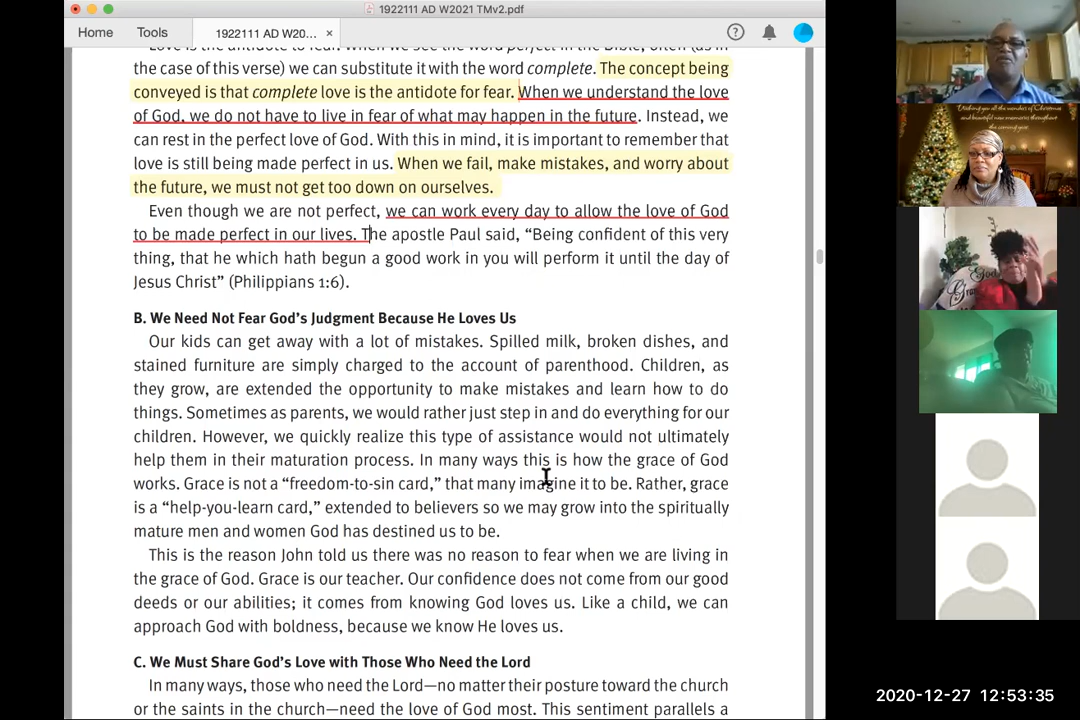 1922111 AD W2021 TMv2.pdf
Home Tools 1922111 AD W20... ×
Love is the antidote to fear. When we see the word perfect in the Bible, often (as in
the case of this verse) we can substitute it with the word complete. The concept being
conveyed is that complete love is the antidote for fear. When we understand the love
of God, we do not have to live in fear of what may happen in the future. Instead, we
can rest in the perfect love of God. With this in mind, it is important to remember that
love is still being made perfect in us. When we fail, make mistakes, and worry about
the future, we must not get too down on ourselves.
Even though we are not perfect, we can work every day to allow the love of God
to be made perfect in our lives. The apostle Paul said, “Being confident of this very
thing, that he which hath begun a good work in you will perform it until the day of
Jesus Christ” (Philippians 1:6).
B. We Need Not Fear God’s Judgment Because He Loves Us
Our kids can get away with a lot of mistakes. Spilled milk, broken dishes, and
stained furniture are simply charged to the account of parenthood. Children, as
they grow, are extended the opportunity to make mistakes and learn how to do
things. Sometimes as parents, we would rather just step in and do everything for our
children. However, we quickly realize this type of assistance would not ultimately
help them in their maturation process. In many ways this is how the grace of God
works. Grace is not a “freedom-to-sin card,” that many imagine it to be. Rather, grace
is a “help-you-learn card,” extended to believers so we may grow into the spiritually
mature men and women God has destined us to be.
This is the reason John told us there was no reason to fear when we are living in
the grace of God. Grace is our teacher. Our confidence does not come from our good
deeds or our abilities; it comes from knowing God loves us. Like a child, we can
approach God with boldness, because we know He loves us.
C. We Must Share God’s Love with Those Who Need the Lord
In many ways, those who need the Lord—no matter their posture toward the church
or the saints in the church—need the love of God most. This sentiment parallels a
Wishing you all the wonders of Christmas
and beautiful new memories throughout
the coming year
God
2020-12-27 12:53:35